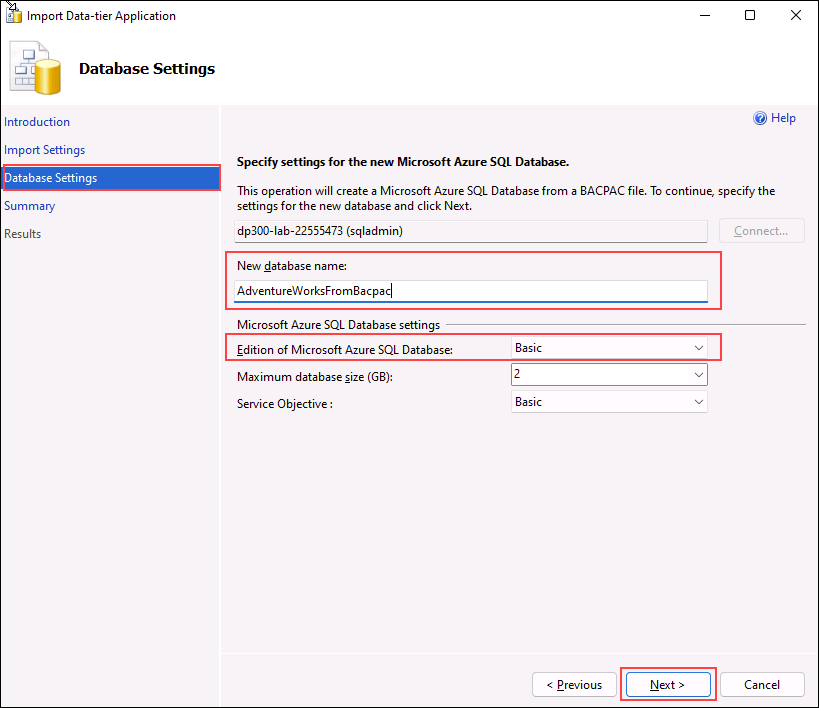 Import Data-tier Application
Database Settings
Introduction
Import Settings
Database Settings
Summary
Results
Help
Specify settings for the new Microsoft Azure SQL Database.
This operation will create a Microsoft Azure SQL Database from a BACPAC file. To continue, specify the
settings for the new database and click Next.
dp300-lab-22555473 (sqladmin)
Connect...
New database name:
AdventureWorksFromBacpac
Microsoft Azure SQL Database settings
Edition of Microsoft Azure SQL Database:
Basic
Maximum database size (GB):
2
Service Objective :
Basic
< Previous
Next >
Cancel